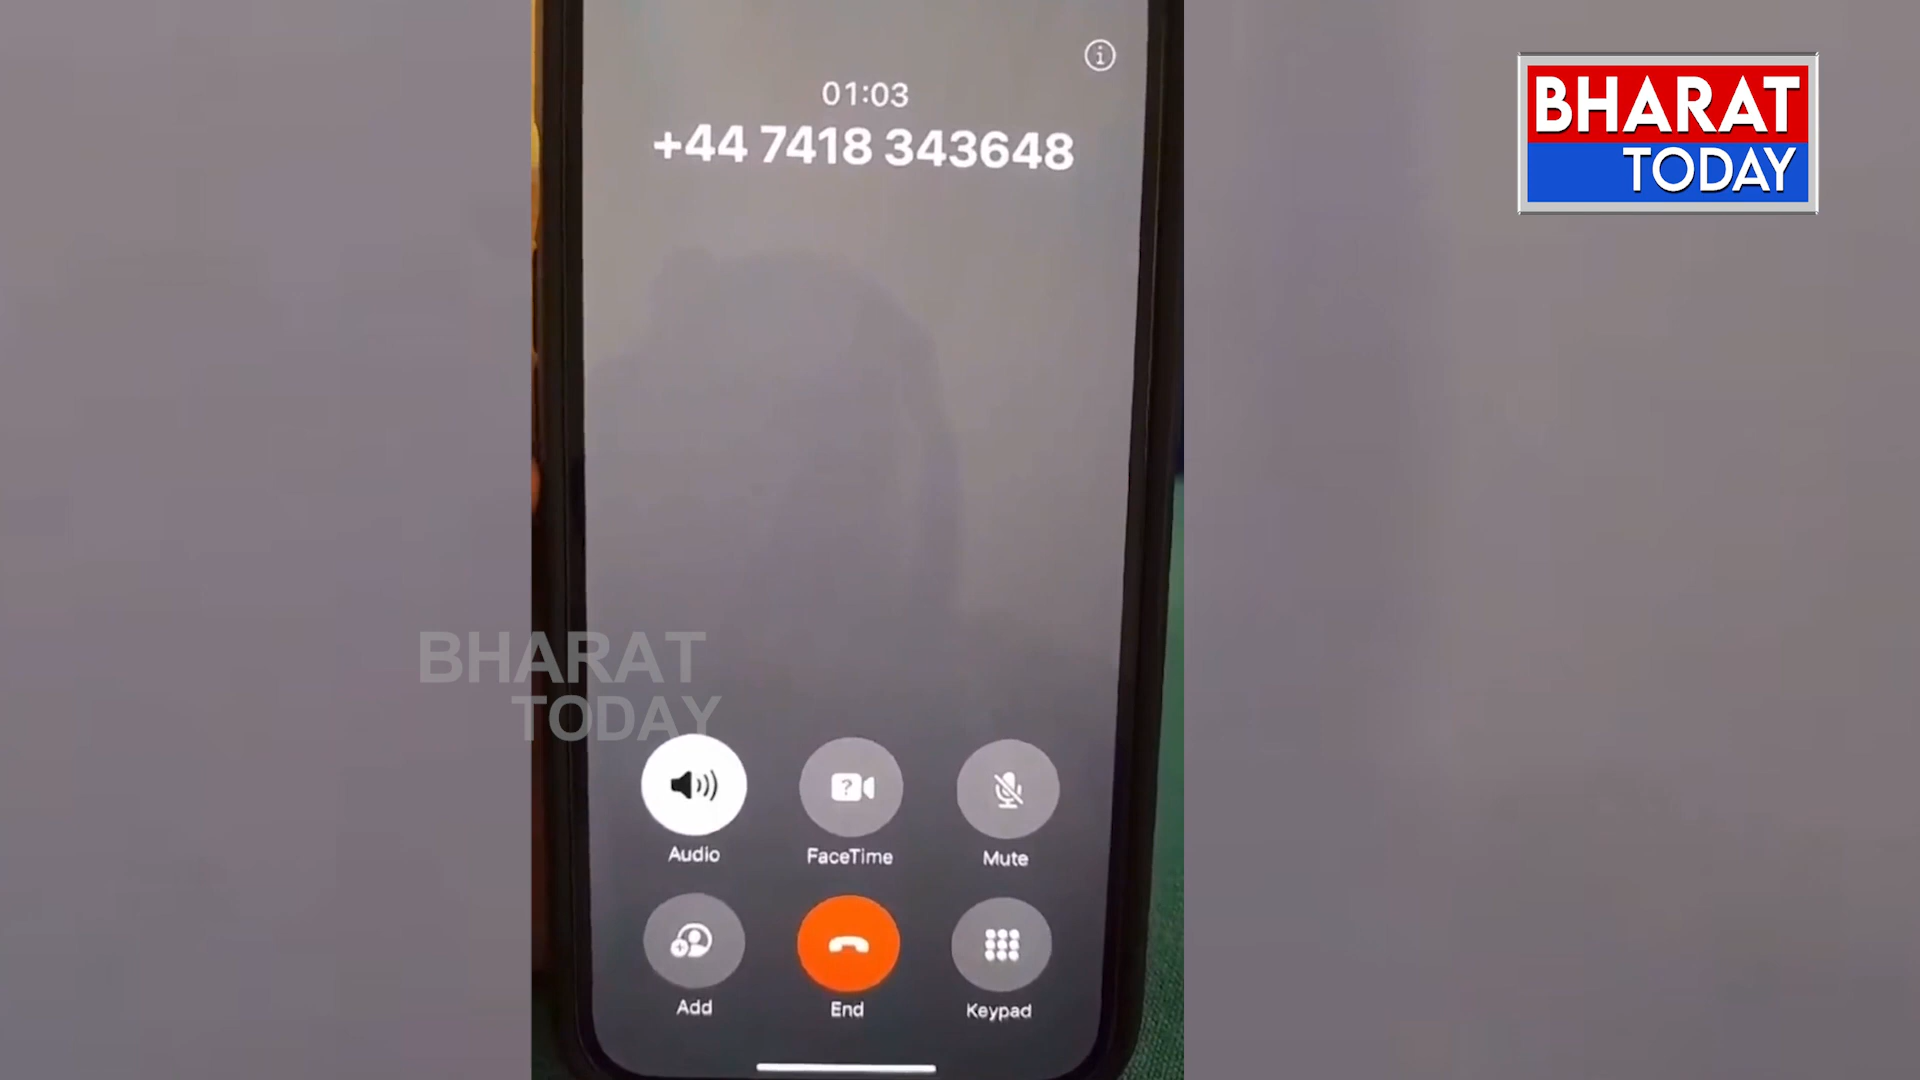 01:03
+44 7418 343648
BHARAT
TODAY
BHARAT
TODAY
Audio
FaceTime
Mute
Add
End
Keypad